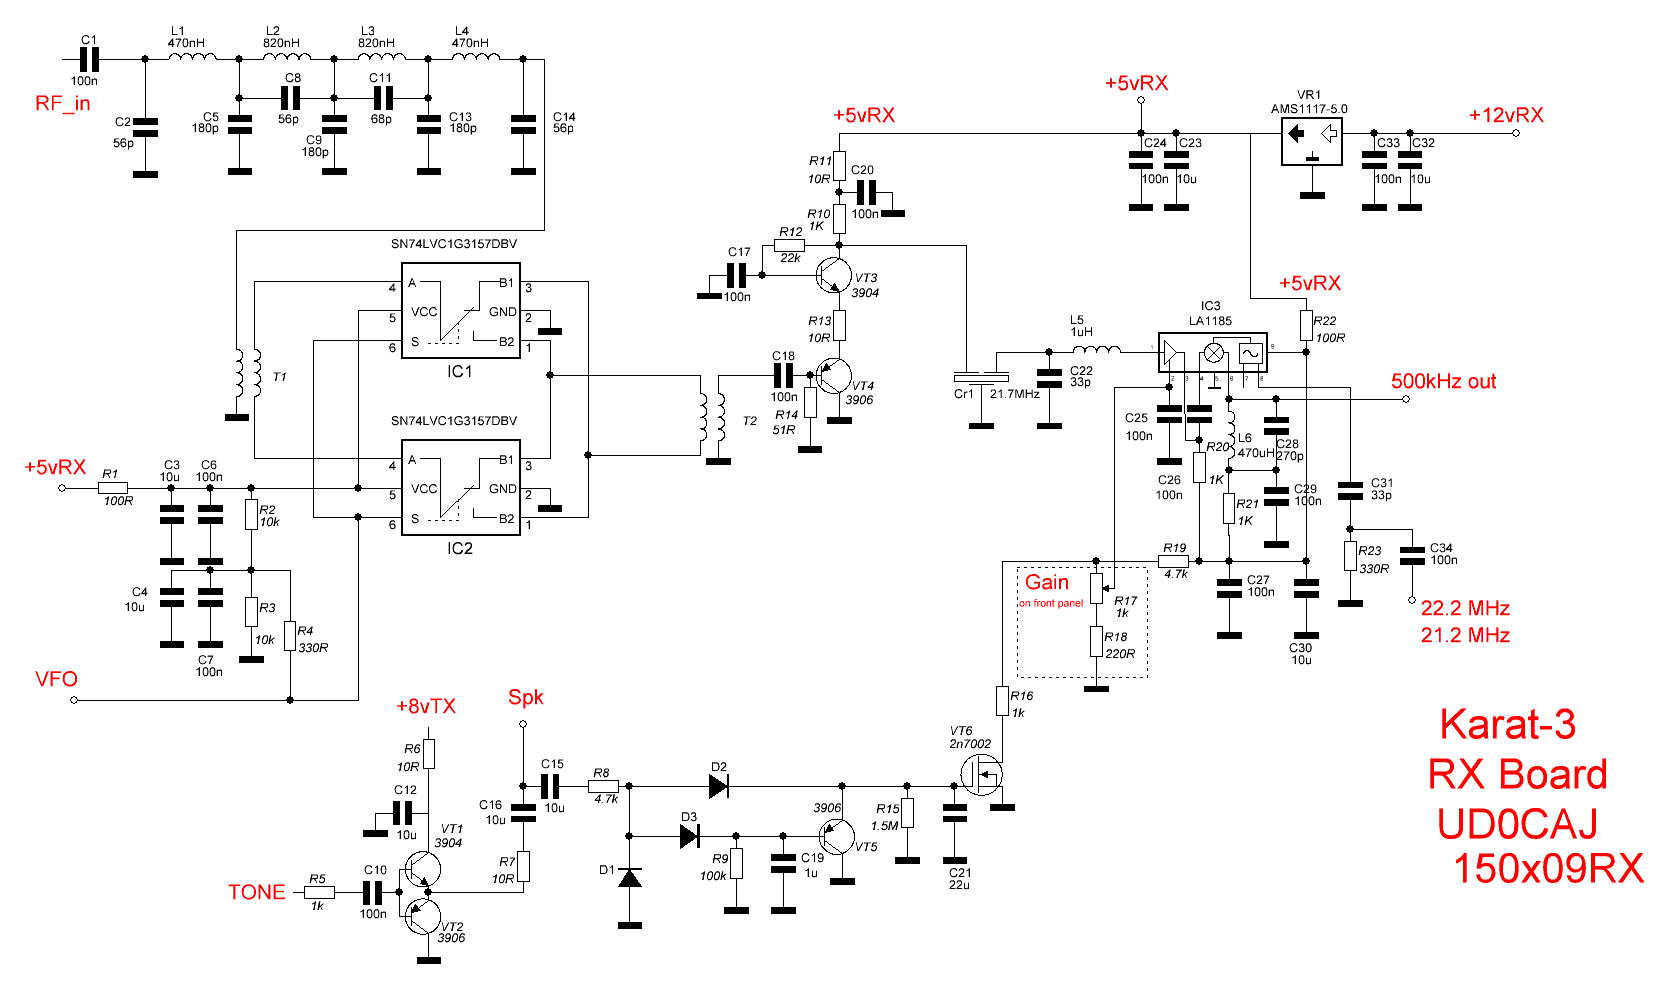 C1
100n
RF_in
L1
470nH
L2
820nH
L3
820nH
L4
470nH
C2
56p
C5
180p
C8
56p
C9
180p
C11
68p
C13
180p
C14
56p
+5vRX
R11
10R
C20
100n
R10
1K
R12
22k
C17
100n
VT3
3904
R13
10R
C18
100n
R14
51R
VT4
3906
+5vRX
C24
100n
C23
10u
VR1
AMS1117-5.0
+12vRX
C33
100n
C32
10u
SN74LVC1G3157DBV
4 A B1 3
5 VCC GND 2
6 S B2 1
IC1
T1
SN74LVC1G3157DBV
4 A B1 3
5 VCC GND 2
6 S B2 1
IC2
T2
+5vRX
R1
100R
C3
10u
C6
100n
R2
10k
C4
10u
C7
100n
R3
10k
R4
330R
VFO
Cr1
21.7MHz
C22
33p
L5
1uH
+5vRX
IC3
LA1185
1 9
2 3 4 5 6 7 8
R22
100R
500kHz out
C25
100n
C26
100n
R20
1K
L6
470uH
C28
270p
R21
1K
C29
100n
C31
33p
R23
330R
C34
100n
22.2 MHz
21.2 MHz
R19
4.7k
C27
100n
C30
10u
Gain
on front panel
R17
1k
R18
220R
R16
1k
+8vTX
R6
10R
C12
10u
VT1
3904
TONE
R5
1k
C10
100n
VT2
3906
Spk
C15
10u
C16
10u
R7
10R
R8
4.7k
D2
D3
D1
R9
100k
C19
1u
3906
VT5
R15
1.5M
C21
22u
VT6
2n7002
Karat-3
RX Board
UD0CAJ
150x09RX